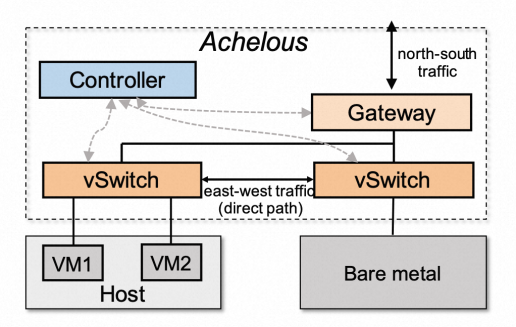 Achelous
north-south
traffic
Controller
Gateway
vSwitch
east-west traffic
(direct path)
vSwitch
VM1
VM2
Host
Bare metal